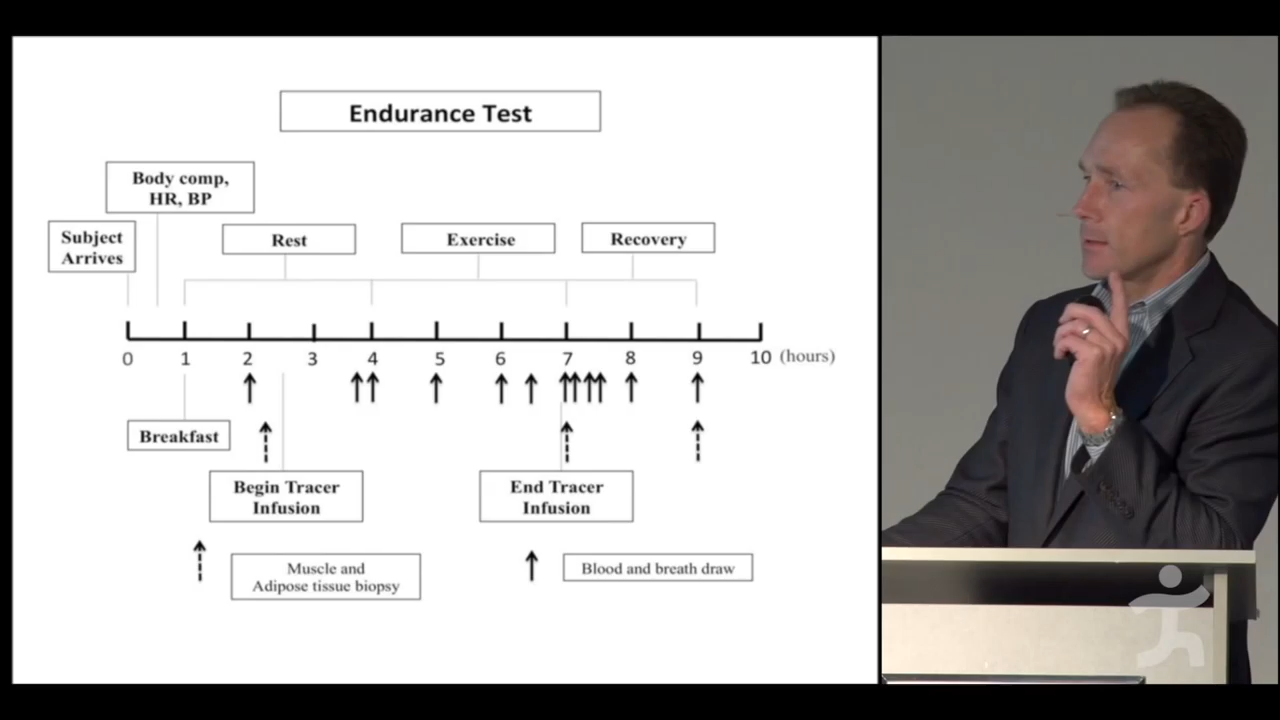 Endurance Test
Body comp,
HR, BP
Subject
Arrives
Rest
Exercise
Recovery
0 1 2 3 4 5 6 7 8 9 10 (hours)
Breakfast
Begin Tracer
Infusion
End Tracer
Infusion
Muscle and
Adipose tissue biopsy
Blood and breath draw